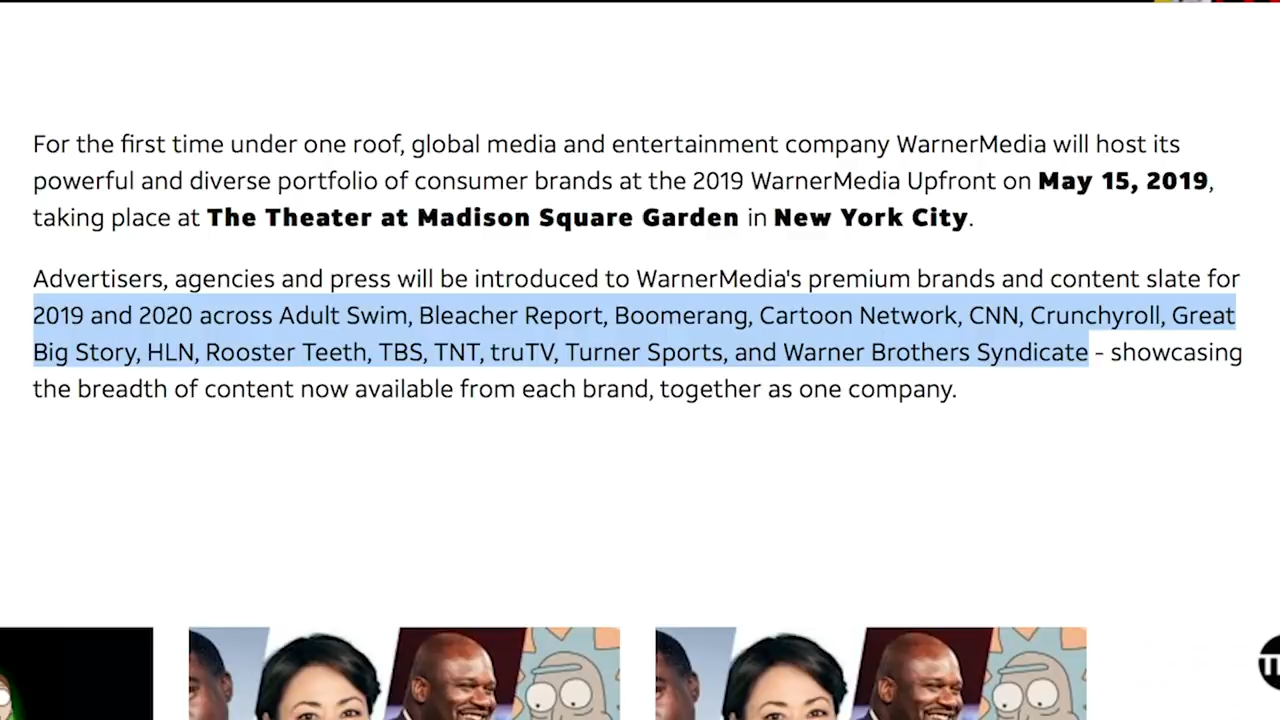 For the first time under one roof, global media and entertainment company WarnerMedia will host its
powerful and diverse portfolio of consumer brands at the 2019 WarnerMedia Upfront on May 15, 2019,
taking place at The Theater at Madison Square Garden in New York City.
Advertisers, agencies and press will be introduced to WarnerMedia's premium brands and content slate for
2019 and 2020 across Adult Swim, Bleacher Report, Boomerang, Cartoon Network, CNN, Crunchyroll, Great
Big Story, HLN, Rooster Teeth, TBS, TNT, truTV, Turner Sports, and Warner Brothers Syndicate - showcasing
the breadth of content now available from each brand, together as one company.